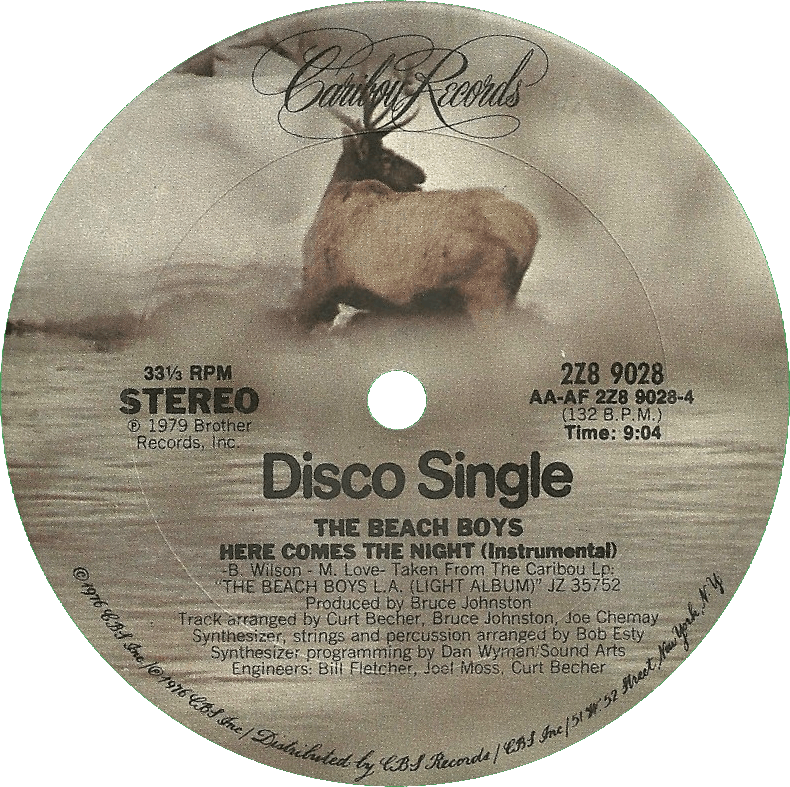 Caribou Records
33⅓ RPM
STEREO
℗ 1979 Brother
Records, Inc.
2Z8 9028
AA-AF 2Z8 9028-4
(132 B.P.M.)
Time: 9:04
Disco Single
THE BEACH BOYS
HERE COMES THE NIGHT (Instrumental)
-B. Wilson - M. Love- Taken From The Caribou Lp:
"THE BEACH BOYS L.A. (LIGHT ALBUM)" JZ 35752
Produced by Bruce Johnston
Track arranged by Curt Becher, Bruce Johnston, Joe Chemay
Synthesizer, strings and percussion arranged by Bob Esty
Synthesizer programming by Dan Wyman/Sound Arts
Engineers: Bill Fletcher, Joel Moss, Curt Becher
©1976 CBS Inc/℗1976 CBS Inc/Distributed by CBS Records/CBS Inc/51 W 52 Street, New York, N.Y.